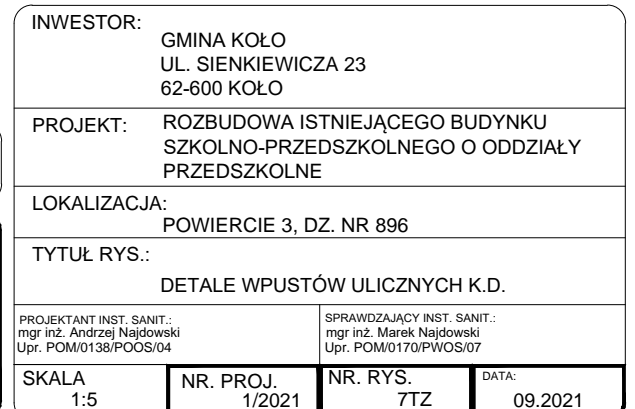 INWESTOR:
GMINA KOŁO
UL. SIENKIEWICZA 23
62-600 KOŁO
PROJEKT:
ROZBUDOWA ISTNIEJĄCEGO BUDYNKU
SZKOLNO-PRZEDSZKOLNEGO O ODDZIAŁY
PRZEDSZKOLNE
LOKALIZACJA:
POWIERCIE 3, DZ. NR 896
TYTUŁ RYS.:
DETALE WPUSTÓW ULICZNYCH K.D.
PROJEKTANT INST. SANIT.:
mgr inż. Andrzej Najdowski
Upr. POM/0138/POOS/04
SPRAWDZAJĄCY INST. SANIT.:
mgr inż. Marek Najdowski
Upr. POM/0170/PWOS/07
SKALA
1:5
NR. PROJ.
1/2021
NR. RYS.
7TZ
DATA:
09.2021